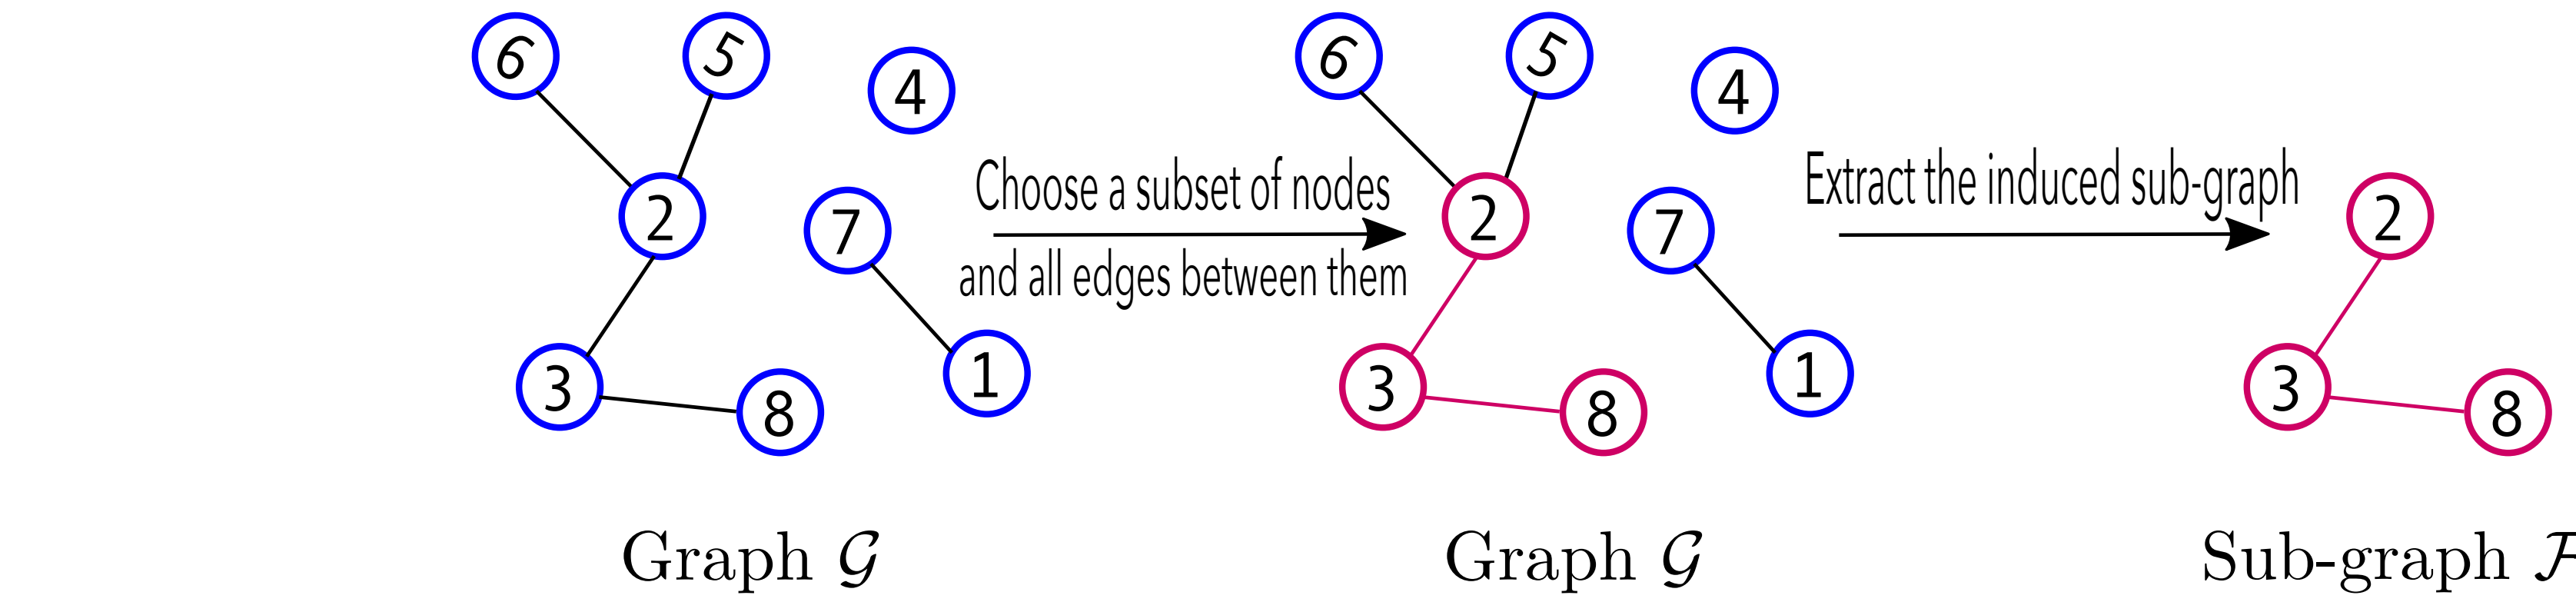 6 5 4
2 7
3 8 1
Graph 𝒢
Choose a subset of nodes
and all edges between them
6 5 4
2 7
3 8 1
Graph 𝒢
Extract the induced sub-graph
2
3 8
Sub-graph ℱ